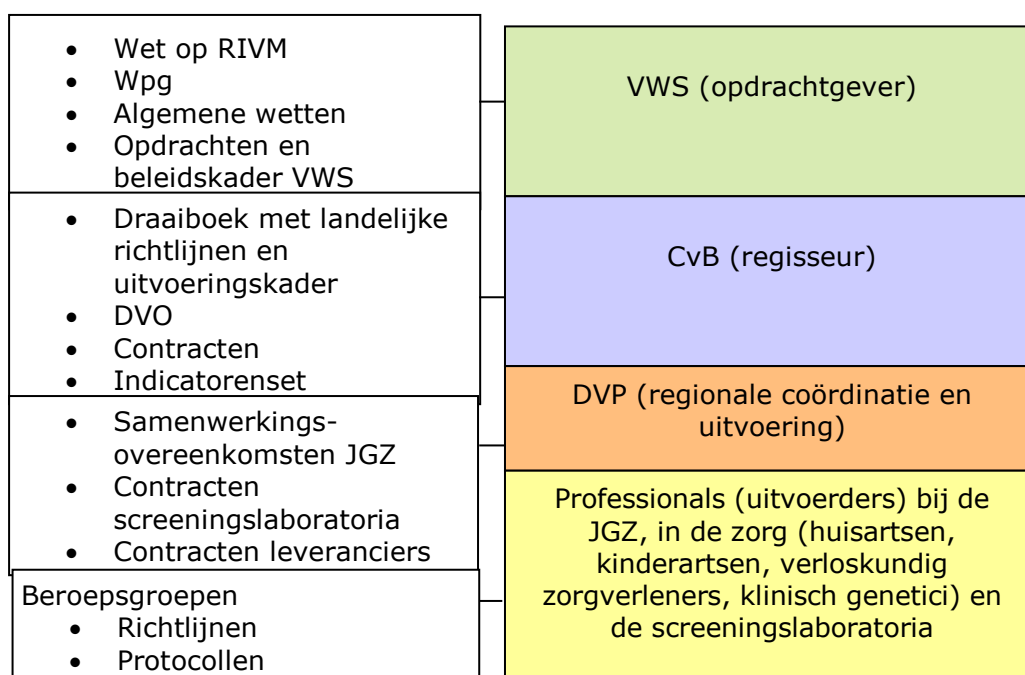 • Wet op RIVM
• Wpg
• Algemene wetten
• Opdrachten en
beleidskader VWS
VWS (opdrachtgever)
• Draaiboek met landelijke
richtlijnen en
uitvoeringskader
• DVO
• Contracten
• Indicatorenset
CvB (regisseur)
• Samenwerkings-
overeenkomsten JGZ
• Contracten
screeningslaboratoria
• Contracten leveranciers
DVP (regionale coördinatie en
uitvoering)
Beroepsgroepen
• Richtlijnen
• Protocollen
Professionals (uitvoerders) bij de
JGZ, in de zorg (huisartsen,
kinderartsen, verloskundig
zorgverleners, klinisch genetici) en
de screeningslaboratoria